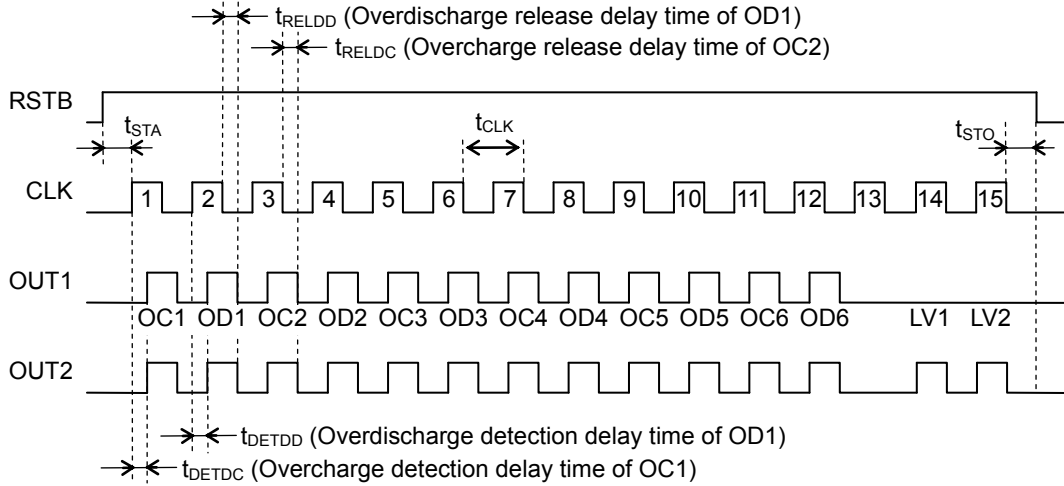 tRELDD (Overdischarge release delay time of OD1)
tRELDC (Overcharge release delay time of OC2)
RSTB
tSTA
tCLK
tSTO
CLK
1 2 3 4 5 6 7 8 9 10 11 12 13 14 15
OUT1
OC1 OD1 OC2 OD2 OC3 OD3 OC4 OD4 OC5 OD5 OC6 OD6 LV1 LV2
OUT2
tDETDD (Overdischarge detection delay time of OD1)
tDETDC (Overcharge detection delay time of OC1)